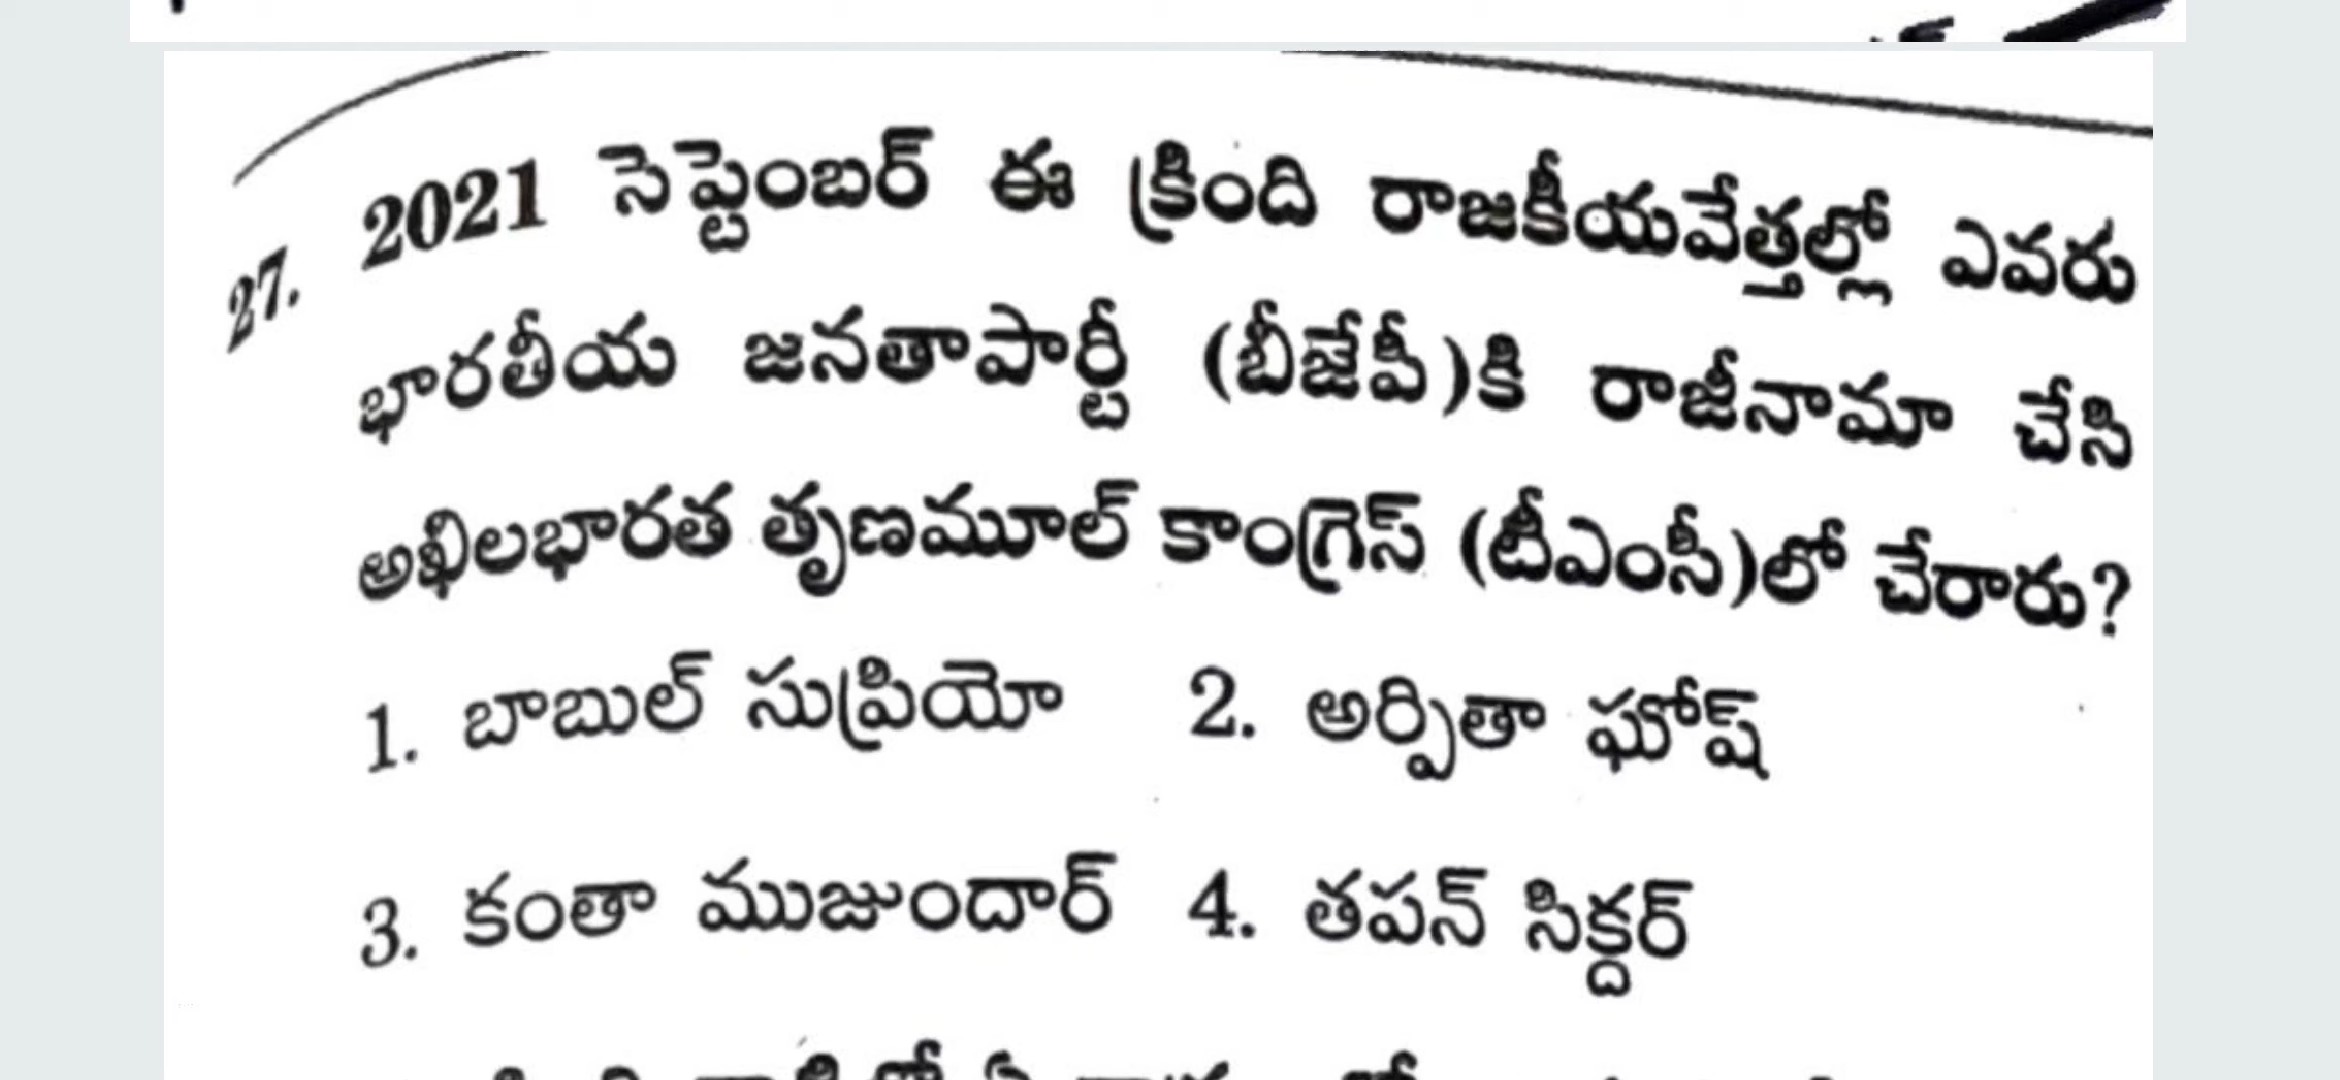 27. 2021 సెప్టెంబర్ ఈ క్రింది రాజకీయవేత్తల్లో ఎవరు
భారతీయ జనతాపార్టీ (బీజేపీ)కి రాజీనామా చేసి
అఖిలభారత తృణమూల్ కాంగ్రెస్ (టీఎంసీ)లో చేరారు?
1. బాబుల్ సుప్రియో 2. అర్పితా ఘోష్
3. కంతా ముజుందార్ 4. తపన్ సిక్దర్